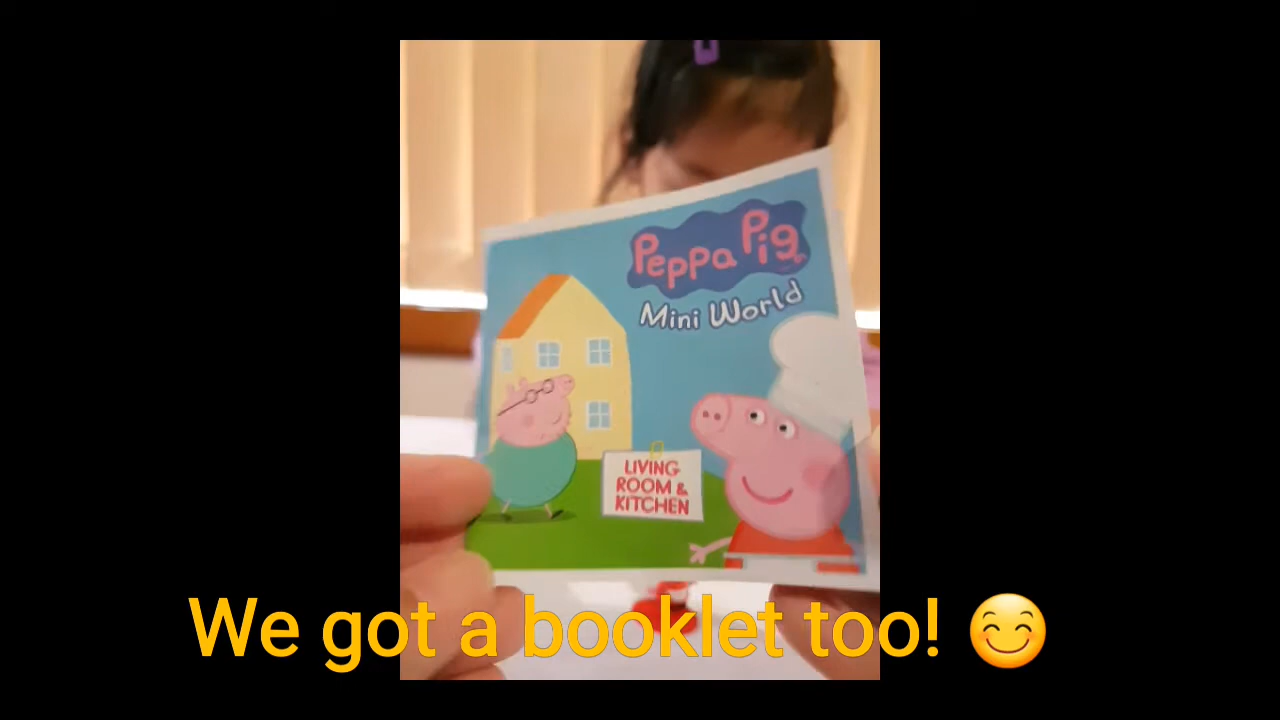 Peppa Pig
Mini World
LIVING
ROOM &
KITCHEN
We got a booklet too! 😊